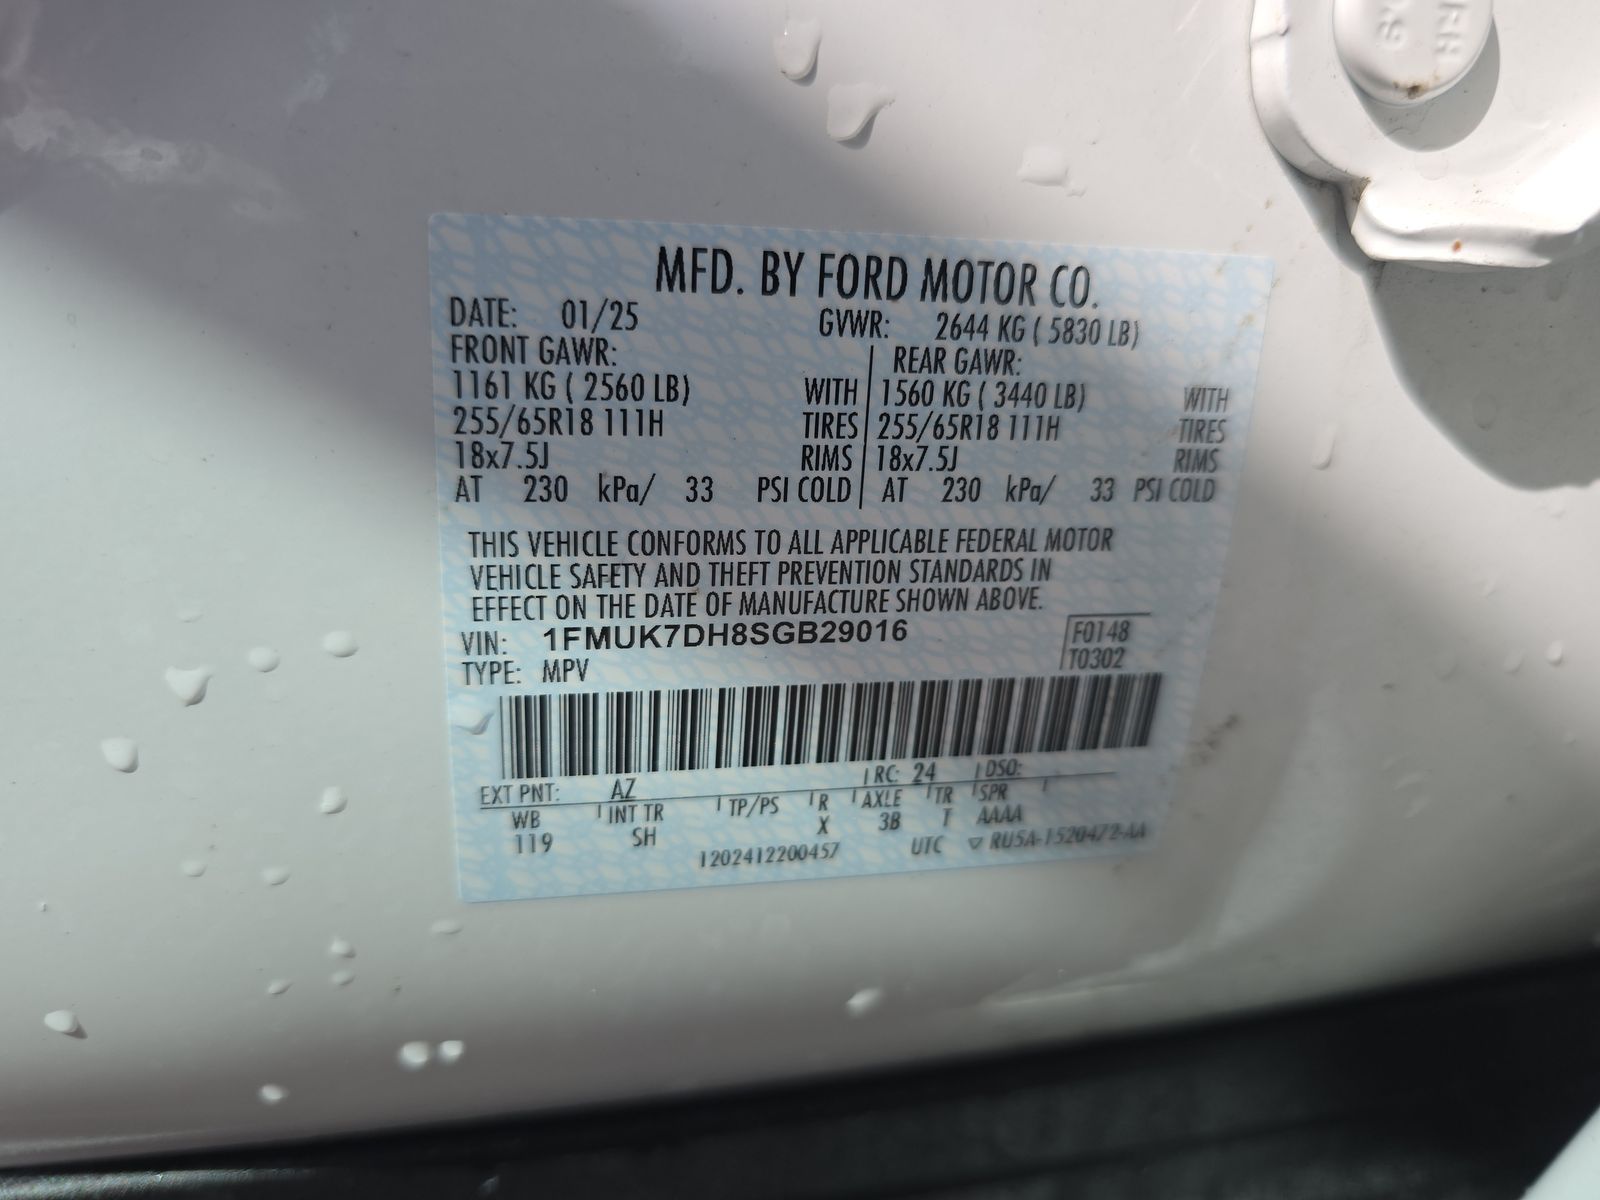 MFD. BY FORD MOTOR CO.
DATE: 01/25 GVWR: 2644 KG ( 5830 LB)
FRONT GAWR: REAR GAWR:
1161 KG ( 2560 LB) WITH 1560 KG ( 3440 LB) WITH
255/65R18 111H TIRES 255/65R18 111H TIRES
18x7.5J RIMS 18x7.5J RIMS
AT 230 kPa/ 33 PSI COLD AT 230 kPa/ 33 PSI COLD
THIS VEHICLE CONFORMS TO ALL APPLICABLE FEDERAL MOTOR
VEHICLE SAFETY AND THEFT PREVENTION STANDARDS IN
EFFECT ON THE DATE OF MANUFACTURE SHOWN ABOVE.
VIN: 1FMUK7DH8SGB29016 F0148
TYPE: MPV T0302
EXT PNT: AZ RC: 24 DSO:
WB INT TR TP/PS R AXLE TR SPR
119 SH X 3B T AAAA
1202412200457 UTC ▽ RU5A-1520472-AA
RH